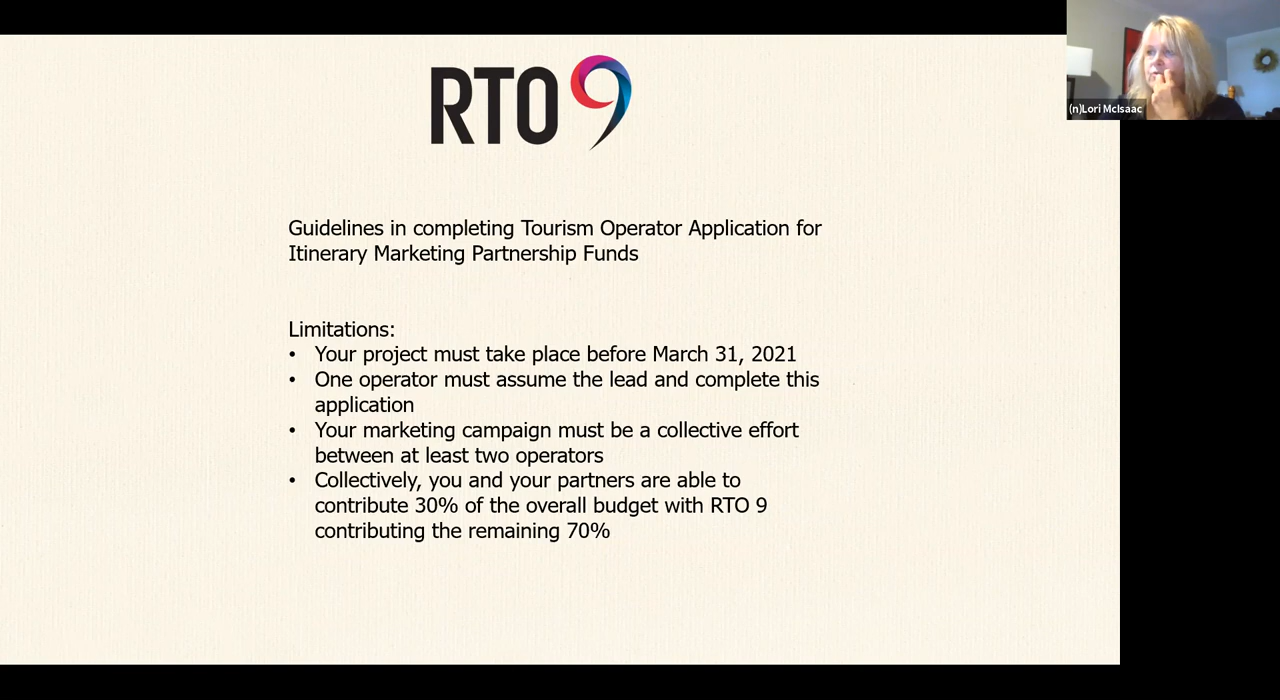 RTO 9
(n)Lori McIsaac
Guidelines in completing Tourism Operator Application for
Itinerary Marketing Partnership Funds
Limitations:
• Your project must take place before March 31, 2021
• One operator must assume the lead and complete this
application
• Your marketing campaign must be a collective effort
between at least two operators
• Collectively, you and your partners are able to
contribute 30% of the overall budget with RTO 9
contributing the remaining 70%